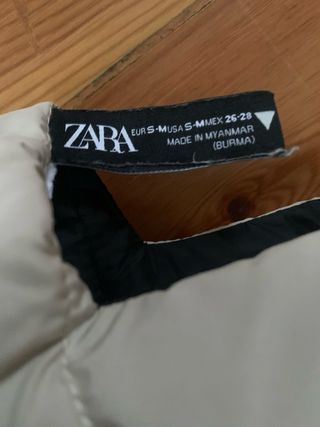 ZARA
EUR S-M USA S-M MEX 26-28
MADE IN MYANMAR
(BURMA)